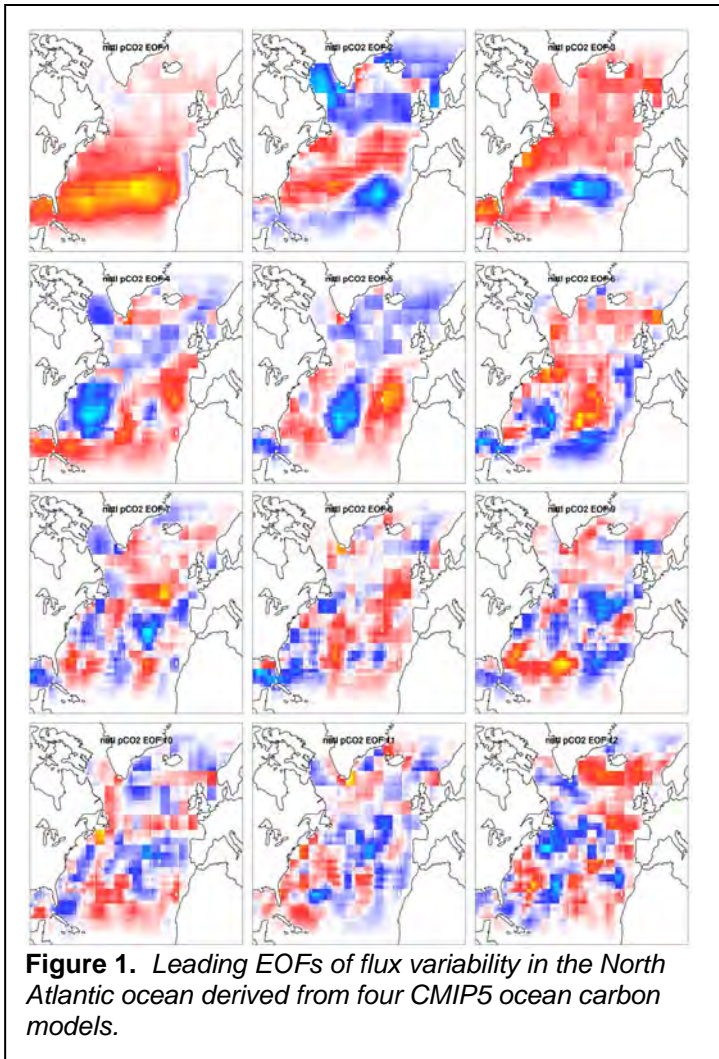 natl pCO2 EOF-1
natl pCO2 EOF-2
natl pCO2 EOF-3
natl pCO2 EOF-4
natl pCO2 EOF-5
natl pCO2 EOF-6
natl pCO2 EOF-7
natl pCO2 EOF-8
natl pCO2 EOF-9
natl pCO2 EOF-10
natl pCO2 EOF-11
natl pCO2 EOF-12
Figure 1. Leading EOFs of flux variability in the North
Atlantic ocean derived from four CMIP5 ocean carbon
models.